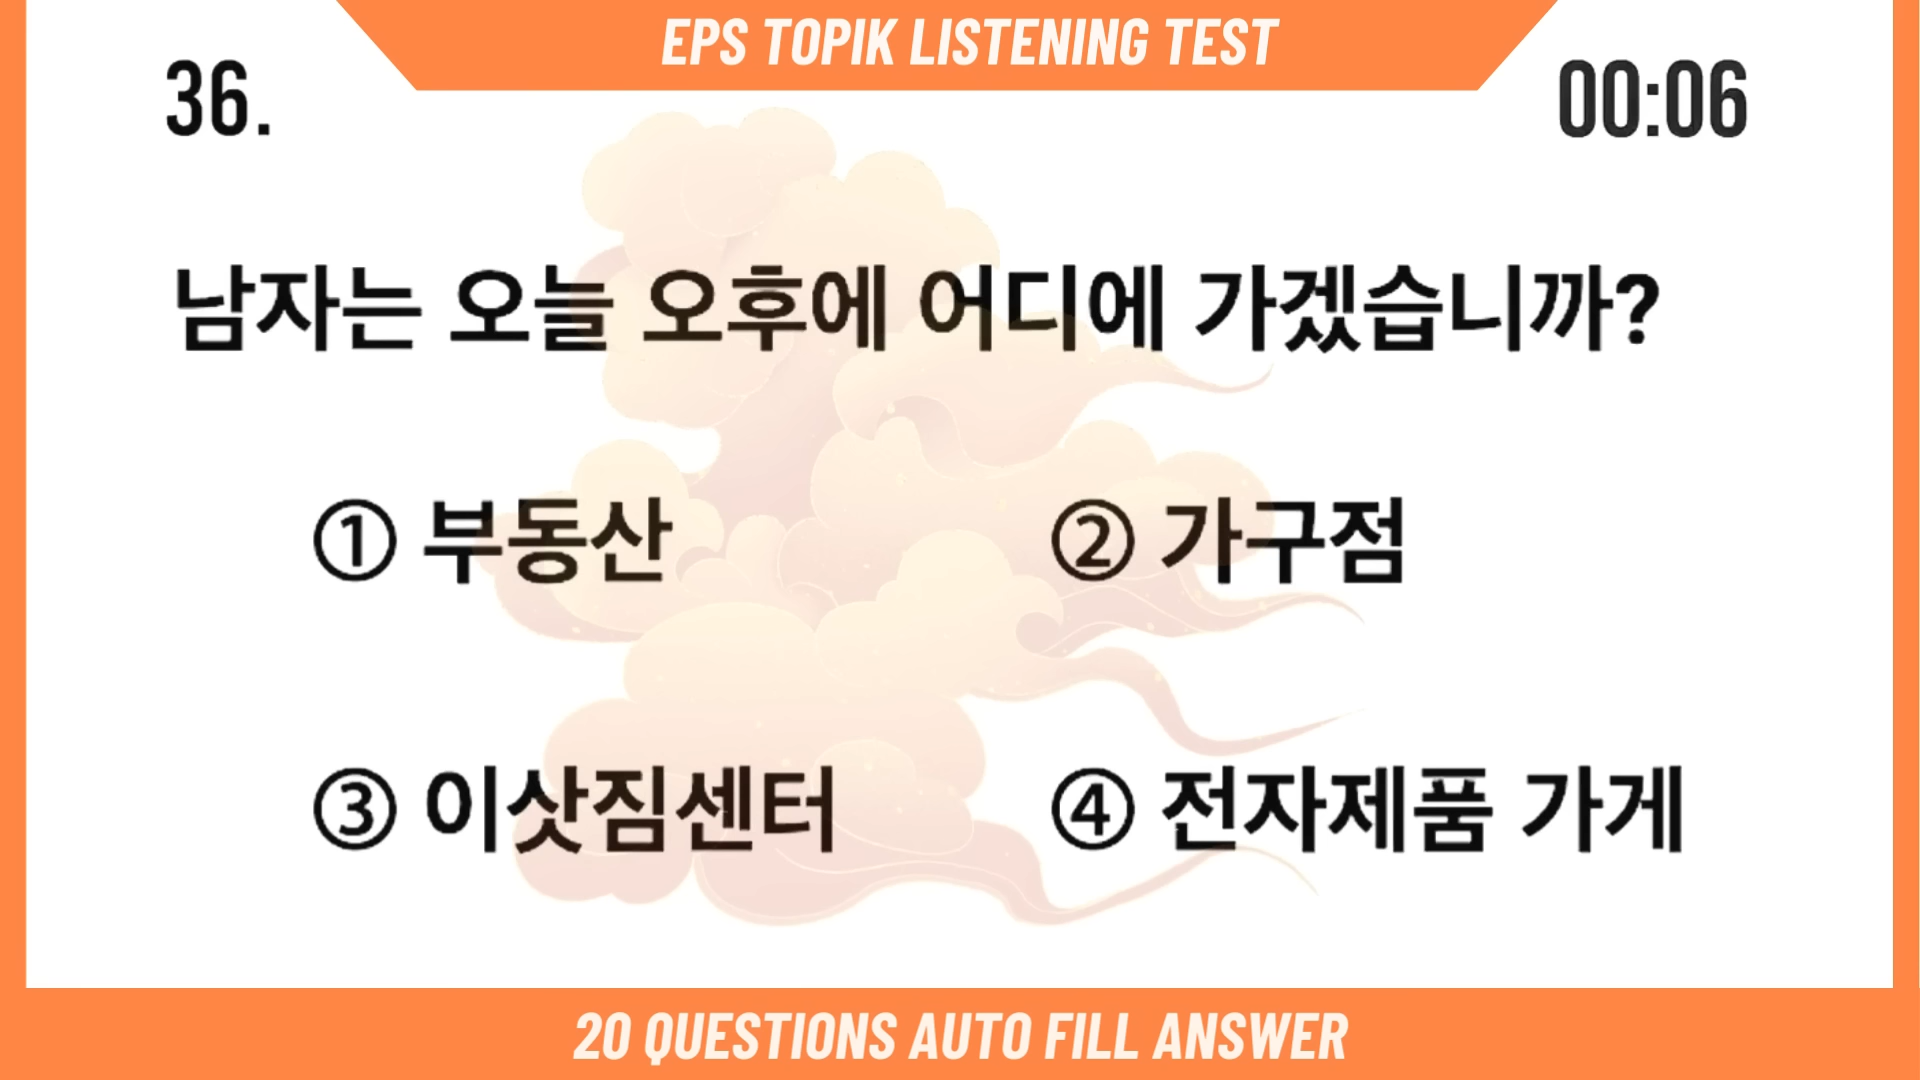 EPS TOPIK LISTENING TEST
36.
00:06
남자는 오늘 오후에 어디에 가겠습니까?
① 부동산
② 가구점
③ 이삿짐센터
④ 전자제품 가게
20 QUESTIONS AUTO FILL ANSWER